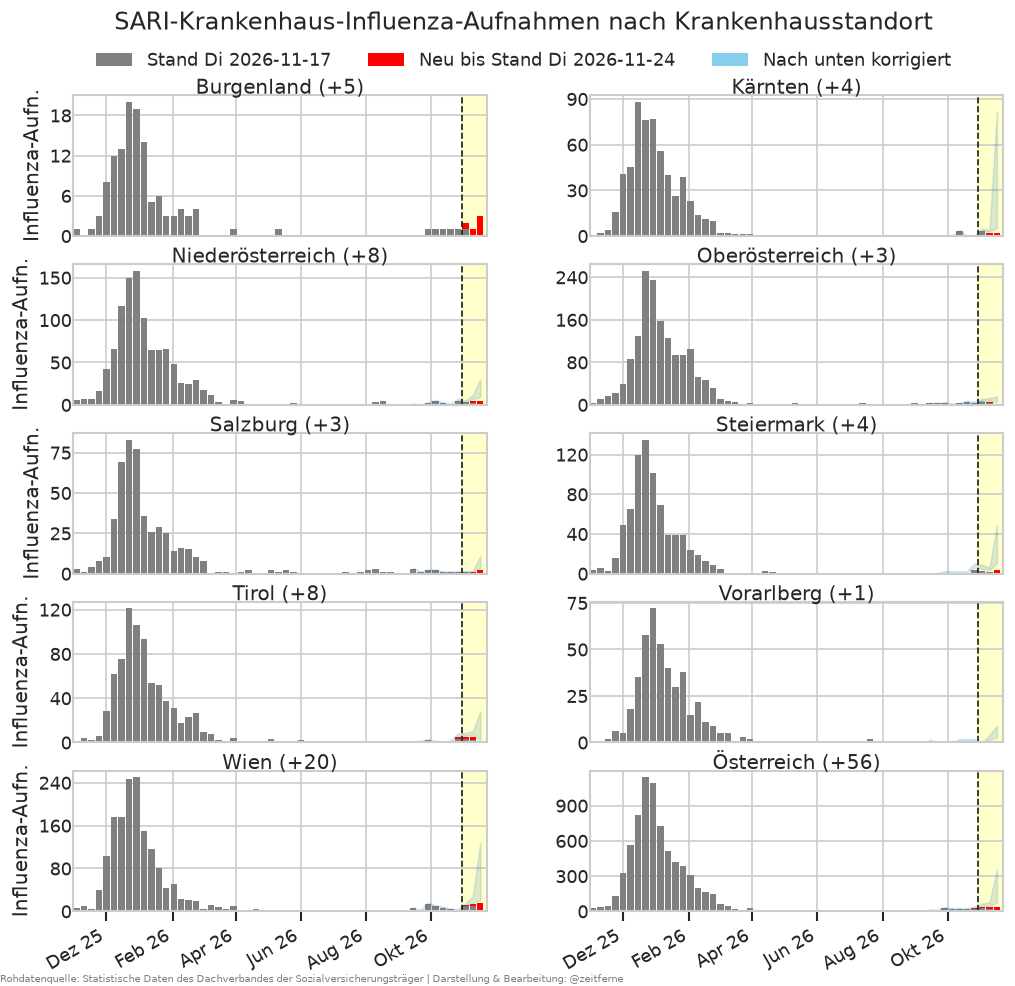 SARI-Krankenhaus-Influenza-Aufnahmen nach Krankenhausstandort
Stand Di 2026-11-17 Neu bis Stand Di 2026-11-24 Nach unten korrigiert
Burgenland (+5) Kärnten (+4)
Influenza-Aufn.
18
12
6
0
90
60
30
0
Niederösterreich (+8) Oberösterreich (+3)
Influenza-Aufn.
150
100
50
0
240
160
80
0
Salzburg (+3) Steiermark (+4)
Influenza-Aufn.
75
50
25
0
120
80
40
0
Tirol (+8) Vorarlberg (+1)
Influenza-Aufn.
120
80
40
0
75
50
25
0
Wien (+20) Österreich (+56)
Influenza-Aufn.
240
160
80
0
900
600
300
0
Dez 25 Feb 26 Apr 26 Jun 26 Aug 26 Okt 26 Dez 25 Feb 26 Apr 26 Jun 26 Aug 26 Okt 26
Rohdatenquelle: Statistische Daten des Dachverbandes der Sozialversicherungsträger | Darstellung & Bearbeitung: @zeitferne